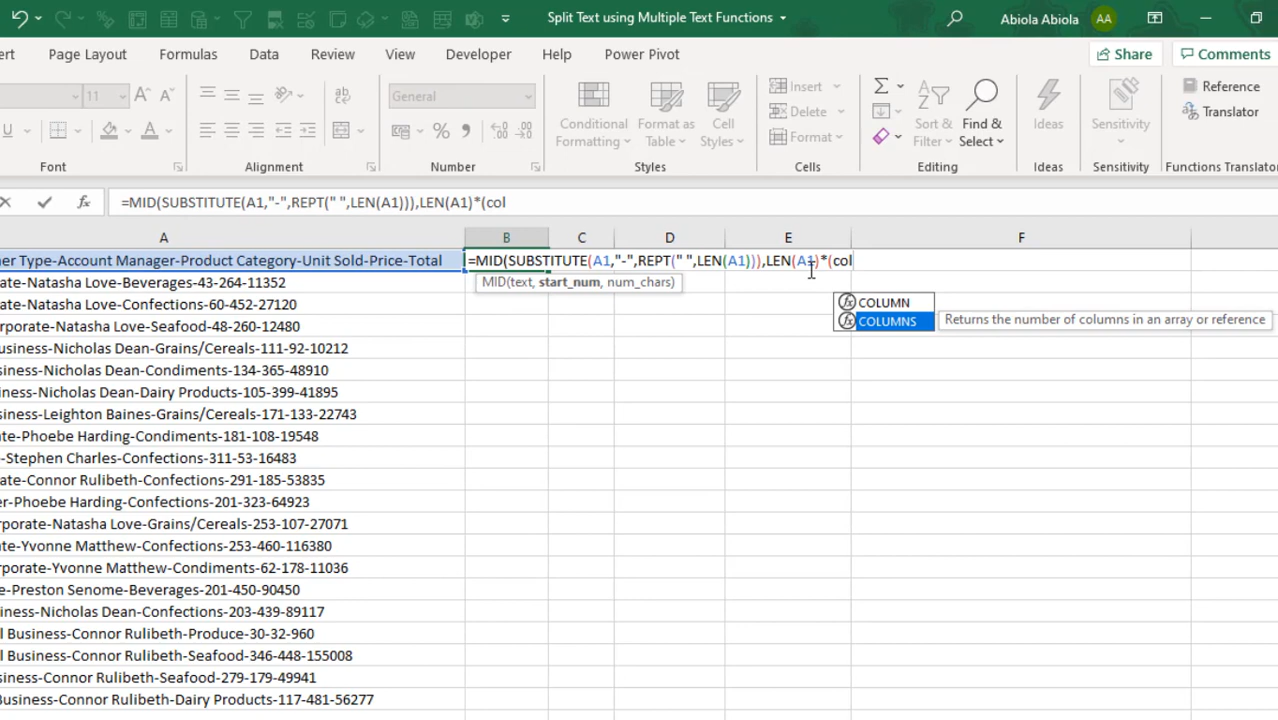 Split Text using Multiple Text Functions
Abiola Abiola AA
ert Page Layout Formulas Data Review View Developer Help Power Pivot Share Comments
11 A A ab General Insert Reference
U A % Conditional Formatting Format as Table Cell Styles Delete Format Sort & Filter Find & Select Ideas Sensitivity Translator
Font Alignment Number Styles Cells Editing Ideas Sensitivity Functions Translator
fx =MID(SUBSTITUTE(A1,"-",REPT(" ",LEN(A1))),LEN(A1)*(col
A B C D E F
er Type-Account Manager-Product Category-Unit Sold-Price-Total =MID(SUBSTITUTE(A1,"-",REPT(" ",LEN(A1))),LEN(A1)*(col
ate-Natasha Love-Beverages-43-264-11352 MID(text, start_num, num_chars)
ate-Natasha Love-Condiments-60-452-27120 COLUMN
orporate-Natasha Love-Seafood-48-260-12480 COLUMNS Returns the number of columns in an array or reference
usiness-Nicholas Dean-Grains/Cereals-111-92-10212
siness-Nicholas Dean-Condiments-134-365-48910
iness-Nicholas Dean-Dairy Products-105-399-41895
siness-Leighton Baines-Grains/Cereals-171-133-22743
te-Phoebe Harding-Condiments-181-108-19548
-Stephen Charles-Confections-311-53-16483
ate-Connor Rulibeth-Confections-291-185-53835
er-Phoebe Harding-Confections-201-323-64923
rporate-Natasha Love-Grains/Cereals-253-107-27071
ate-Yvonne Matthew-Confections-253-460-116380
rporate-Yvonne Matthew-Condiments-62-178-11036
e-Preston Senome-Beverages-201-450-90450
iness-Nicholas Dean-Confections-203-439-89117
l Business-Connor Rulibeth-Produce-30-32-960
l Business-Connor Rulibeth-Seafood-346-448-155008
siness-Connor Rulibeth-Seafood-279-179-49941
Business-Connor Rulibeth-Dairy Products-117-481-56277